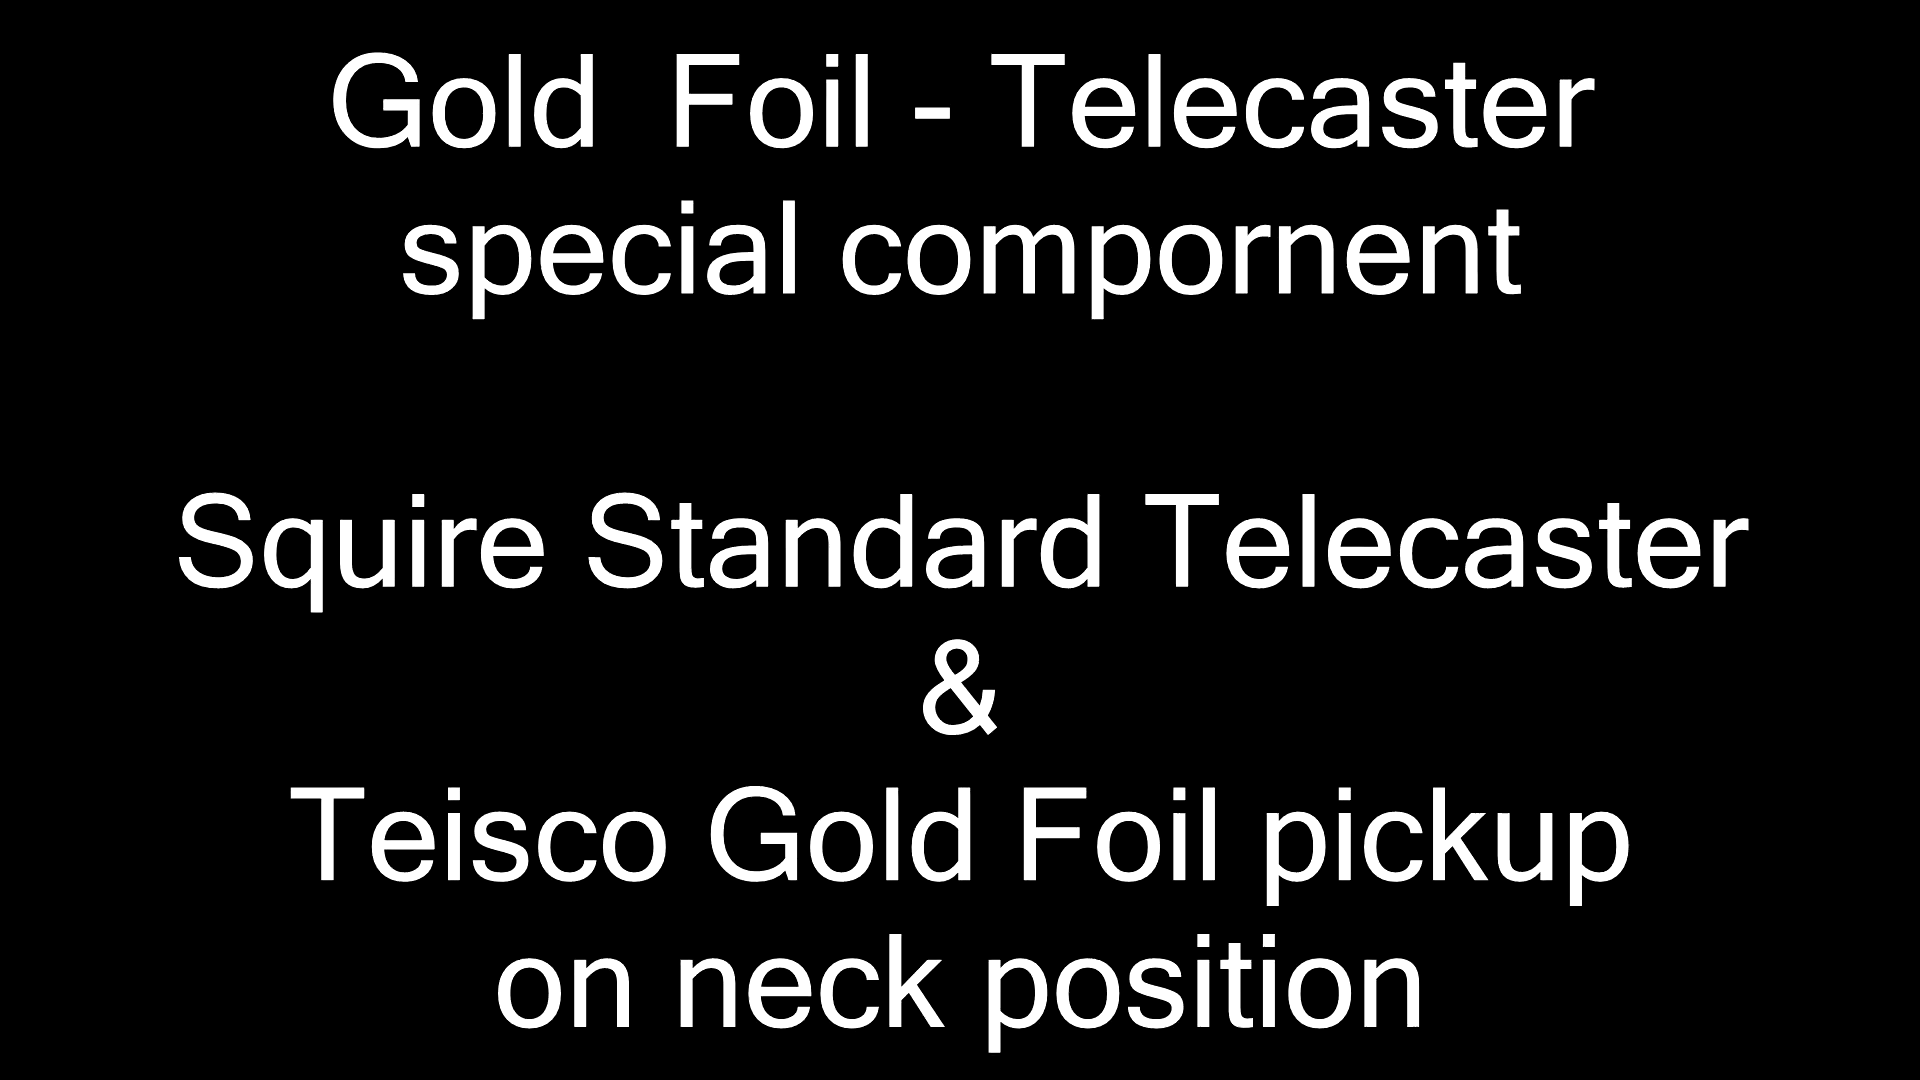 Gold  Foil - Telecaster
special compornent
Squire Standard Telecaster
&
Teisco Gold Foil pickup
on neck position